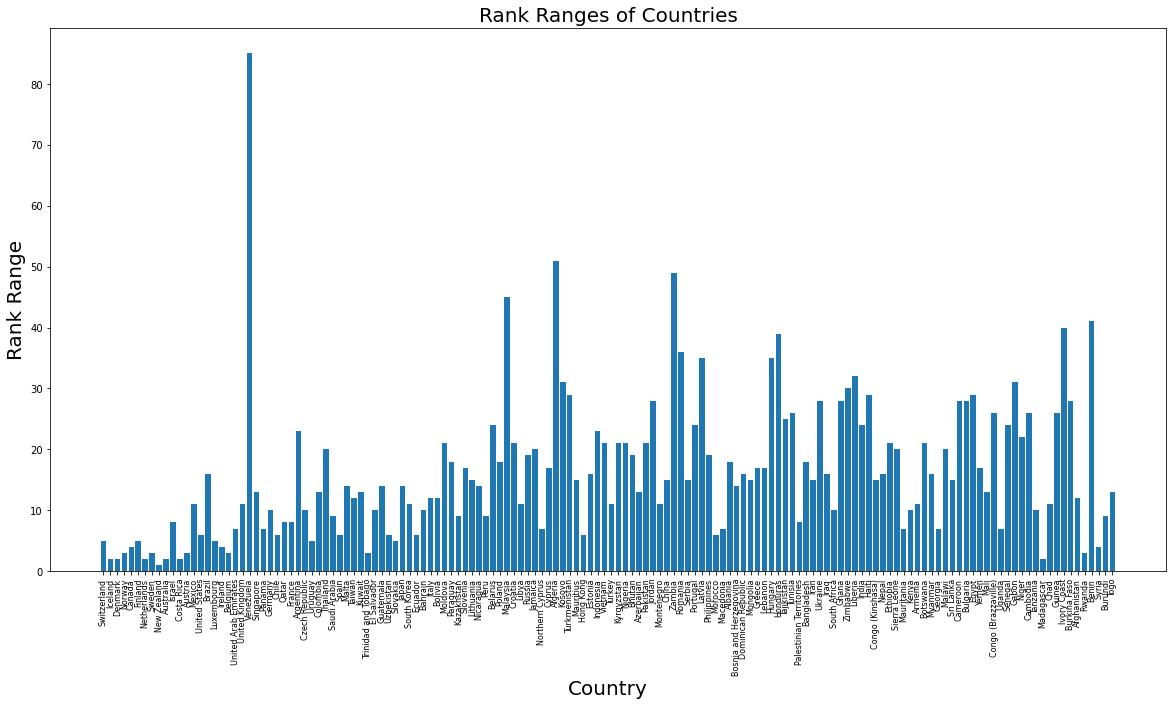 Rank Ranges of Countries
Rank Range
80
70
60
50
40
30
20
10
0
Switzerland
Iceland
Denmark
Norway
Canada
Finland
Netherlands
Sweden
New Zealand
Australia
Israel
Costa Rica
Austria
Mexico
United States
Brazil
Luxembourg
Ireland
Belgium
United Arab Emirates
United Kingdom
Venezuela
Singapore
Panama
Germany
Chile
Qatar
France
Argentina
Czech Republic
Uruguay
Colombia
Thailand
Saudi Arabia
Spain
Malta
Taiwan
Kuwait
Trinidad and Tobago
El Salvador
Guatemala
Uzbekistan
Slovakia
Japan
South Korea
Ecuador
Bahrain
Italy
Bolivia
Moldova
Paraguay
Kazakhstan
Slovenia
Lithuania
Nicaragua
Peru
Belarus
Poland
Malaysia
Croatia
Libya
Russia
Jamaica
Northern Cyprus
Cyprus
Algeria
Kosovo
Turkmenistan
Mauritius
Hong Kong
Estonia
Indonesia
Vietnam
Turkey
Kyrgyzstan
Nigeria
Bhutan
Azerbaijan
Pakistan
Jordan
Montenegro
China
Zambia
Romania
Serbia
Portugal
Latvia
Philippines
Morocco
Macedonia
Bosnia and Herzegovina
Dominican Republic
Mongolia
Greece
Lebanon
Hungary
Honduras
Tajikistan
Tunisia
Palestinian Territories
Bangladesh
Iran
Ukraine
Iraq
South Africa
Ghana
Zimbabwe
Liberia
India
Haiti
Congo (Kinshasa)
Nepal
Ethiopia
Sierra Leone
Mauritania
Kenya
Armenia
Botswana
Myanmar
Georgia
Malawi
Sri Lanka
Cameroon
Bulgaria
Egypt
Yemen
Mali
Congo (Brazzaville)
Uganda
Senegal
Gabon
Niger
Cambodia
Tanzania
Madagascar
Chad
Guinea
Ivory Coast
Burkina Faso
Afghanistan
Rwanda
Benin
Syria
Burundi
Togo
Country